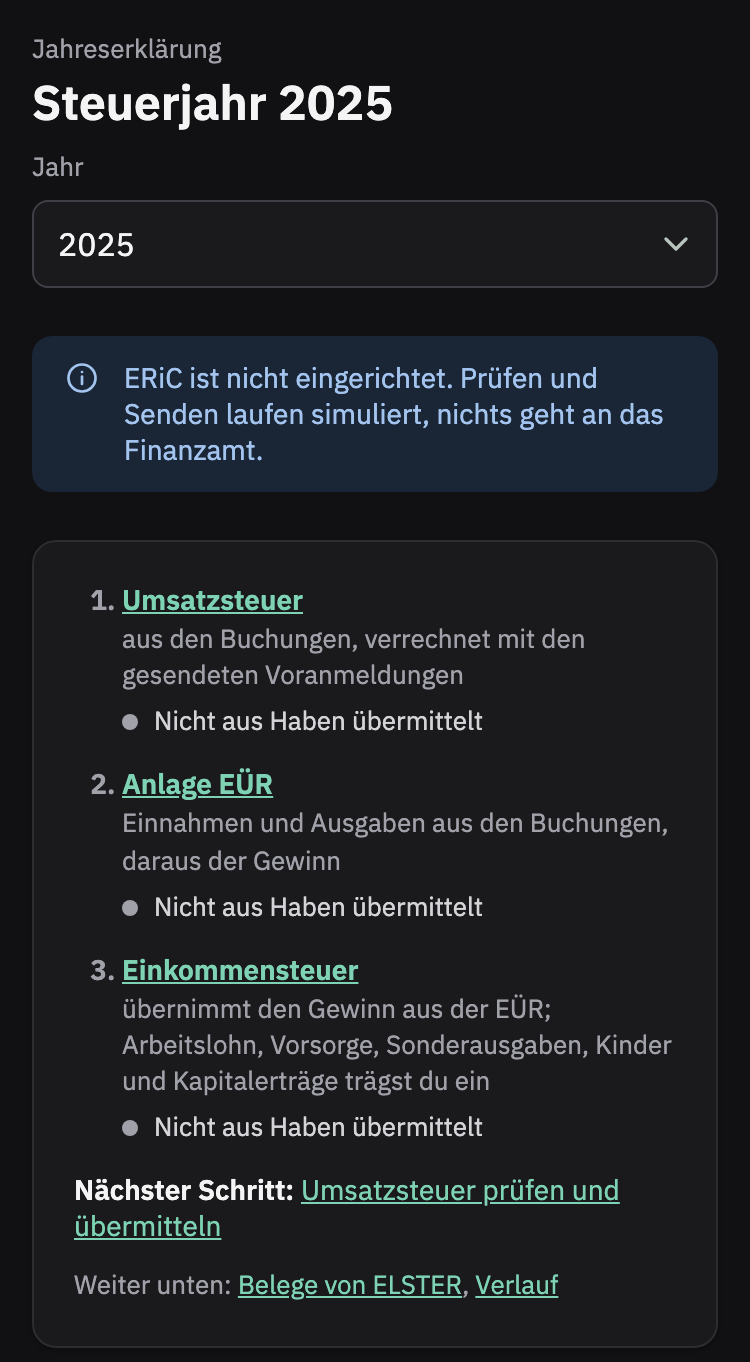 Jahreserklärung
Steuerjahr 2025
Jahr
2025
ERiC ist nicht eingerichtet. Prüfen und
Senden laufen simuliert, nichts geht an das
Finanzamt.
1. Umsatzsteuer
aus den Buchungen, verrechnet mit den
gesendeten Voranmeldungen
Nicht aus Haben übermittelt
2. Anlage EÜR
Einnahmen und Ausgaben aus den Buchungen,
daraus der Gewinn
Nicht aus Haben übermittelt
3. Einkommensteuer
übernimmt den Gewinn aus der EÜR;
Arbeitslohn, Vorsorge, Sonderausgaben, Kinder
und Kapitalerträge trägst du ein
Nicht aus Haben übermittelt
Nächster Schritt: Umsatzsteuer prüfen und
übermitteln
Weiter unten: Belege von ELSTER, Verlauf